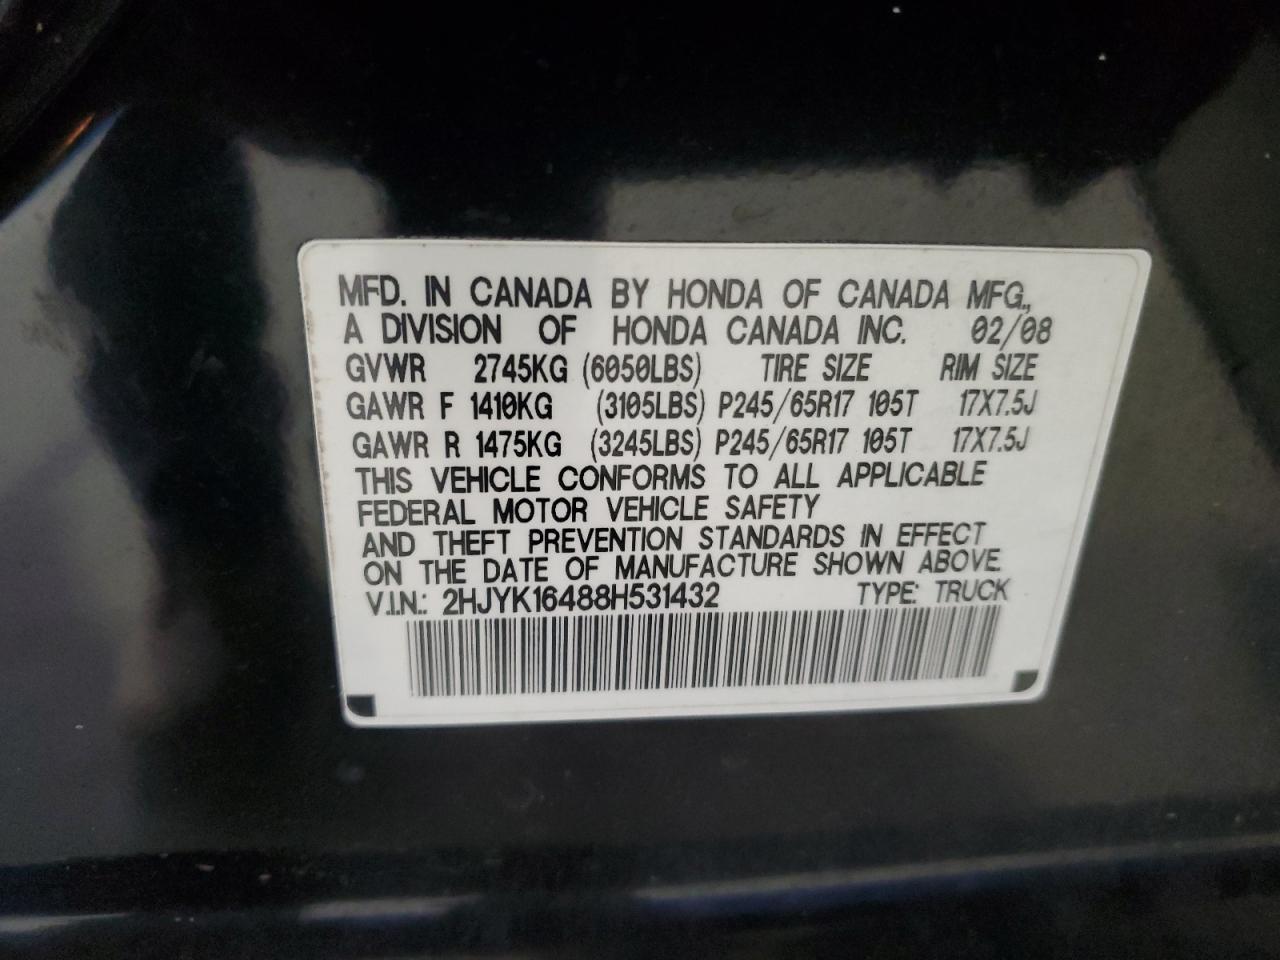 MFD. IN CANADA BY HONDA OF CANADA MFG.,
A DIVISION OF HONDA CANADA INC. 02/08
GVWR 2745KG (6050LBS) TIRE SIZE RIM SIZE
GAWR F 1410KG (3105LBS) P245/65R17 105T 17X7.5J
GAWR R 1475KG (3245LBS) P245/65R17 105T 17X7.5J
THIS VEHICLE CONFORMS TO ALL APPLICABLE
FEDERAL MOTOR VEHICLE SAFETY
AND THEFT PREVENTION STANDARDS IN EFFECT
ON THE DATE OF MANUFACTURE SHOWN ABOVE.
V.I.N.: 2HJYK16488H531432 TYPE: TRUCK